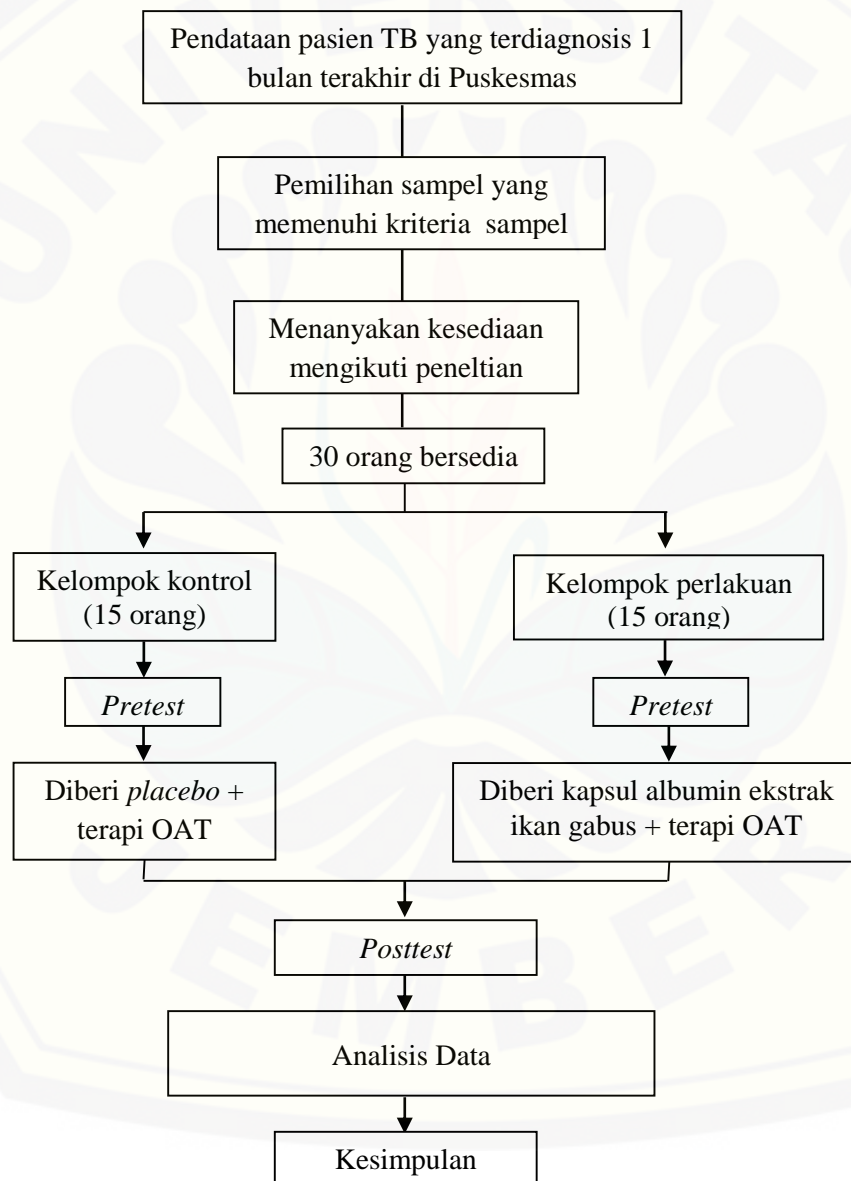 Pendataan pasien TB yang terdiagnosis 1
bulan terakhir di Puskesmas
Pemilihan sampel yang
memenuhi kriteria sampel
Menanyakan kesediaan
mengikuti peneltian
30 orang bersedia
Kelompok kontrol
(15 orang)
Kelompok perlakuan
(15 orang)
Pretest
Pretest
Diberi placebo +
terapi OAT
Diberi kapsul albumin ekstrak
ikan gabus + terapi OAT
Posttest
Analisis Data
Kesimpulan
UNIVERSITAS
JEMBER